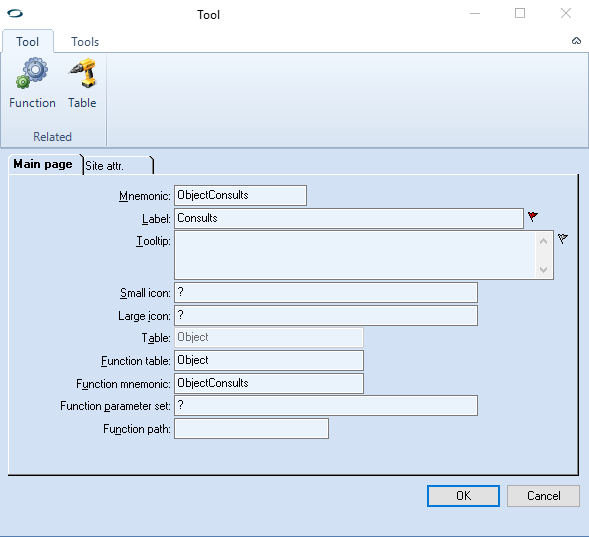 Tool
Tool Tools
Function Table
Related
Main page Site attr.
Mnemonic: ObjectConsults
Label: Consults
Tooltip:
Small icon: ?
Large icon: ?
Table: Object
Function table: Object
Function mnemonic: ObjectConsults
Function parameter set: ?
Function path:
OK Cancel